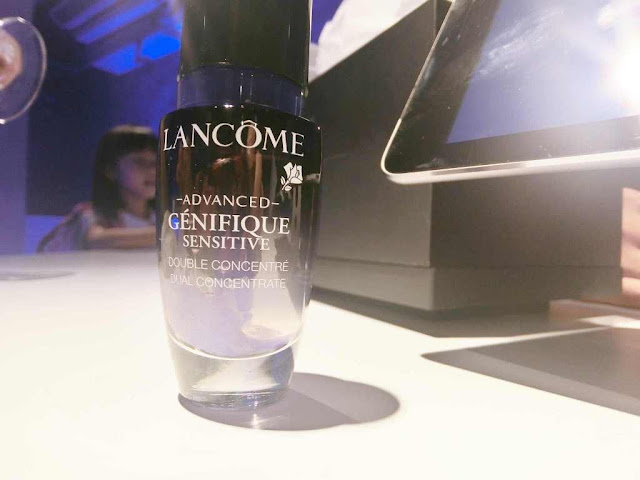 LANCÔME
-ADVANCED-
GÉNIFIQUE
SENSITIVE
DOUBLE CONCENTRÉ
DUAL CONCENTRATE